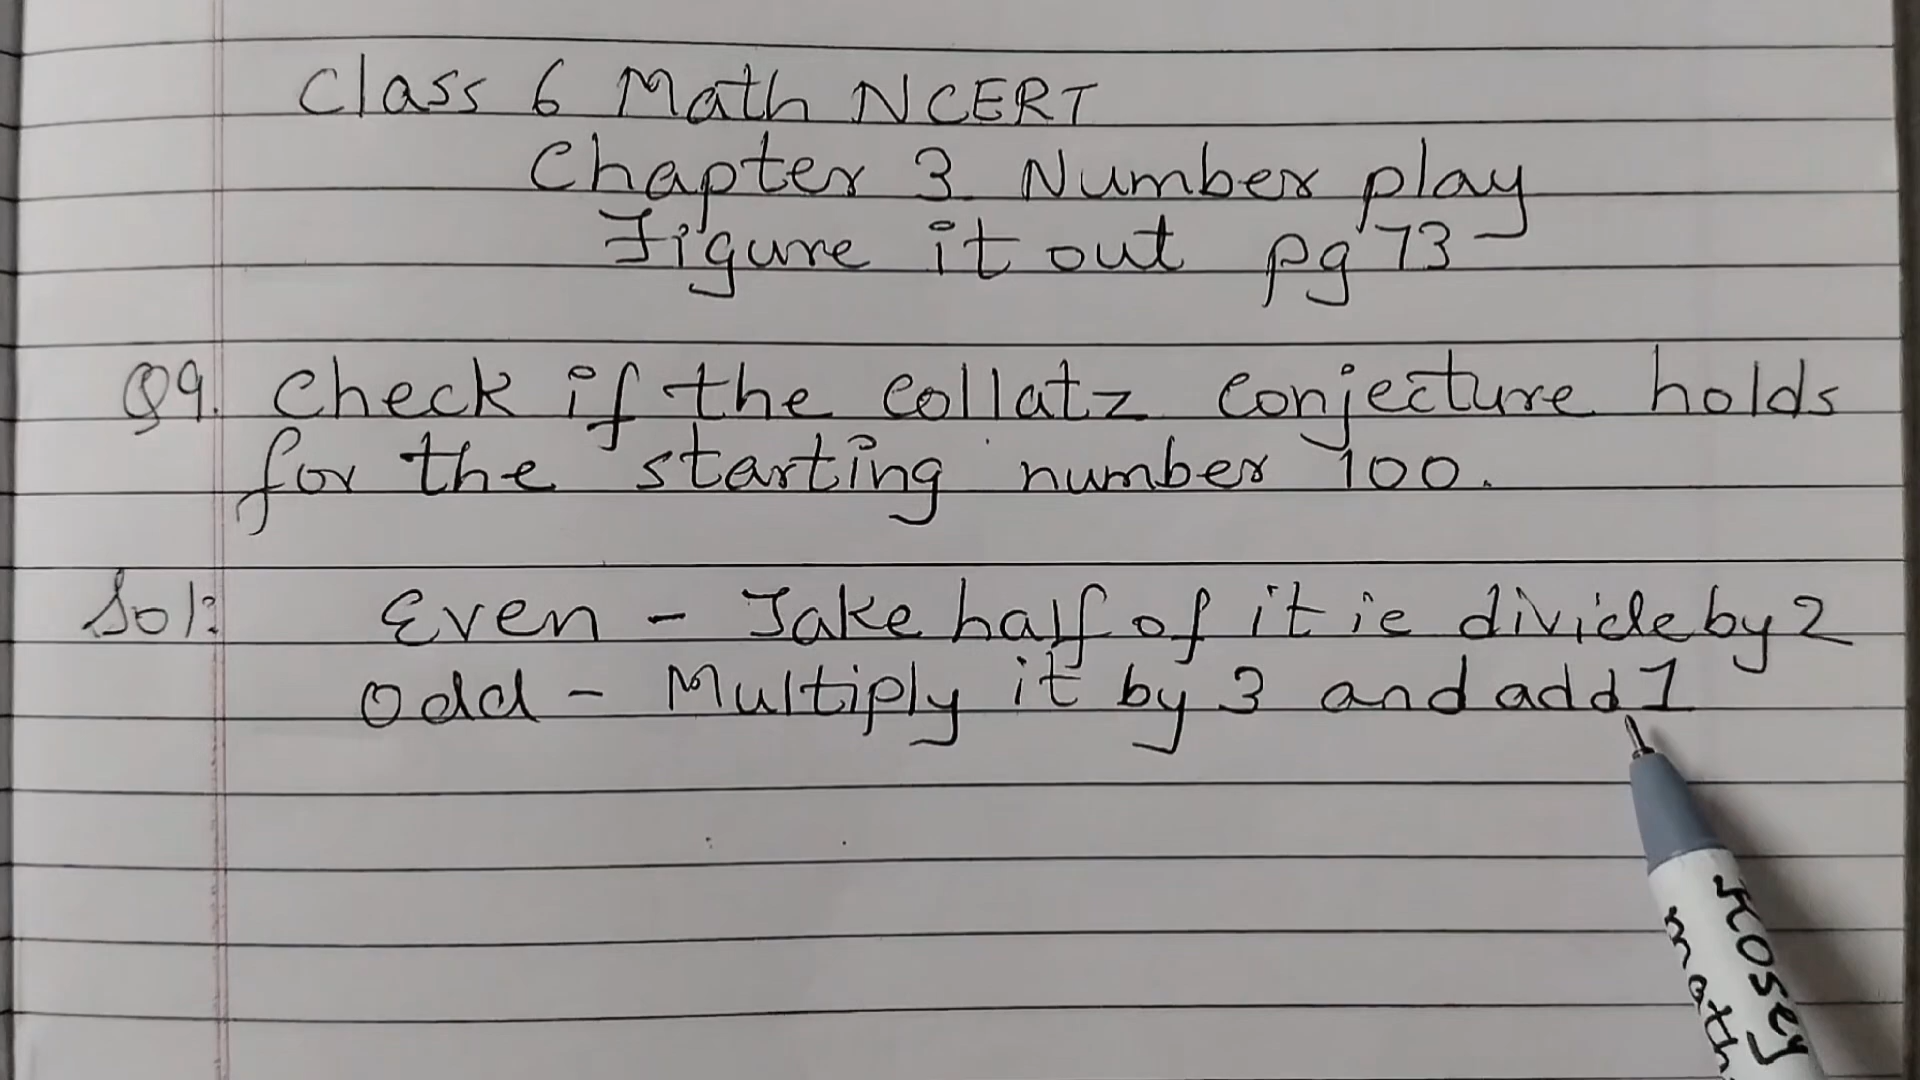 Class 6 Math NCERT
Chapter 3 Number play
Figure it out pg 73
Q9. Check if the collatz conjecture holds
for the starting number 100.
Sol: Even - Take half of it ie divide by 2
Odd - Multiply it by 3 and add 1
Kosey
math